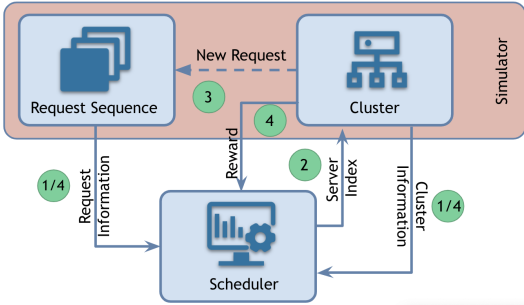 New Request
Simulator
Request Sequence
3
Cluster
4
1/4
Request
Information
Reward
2
Server
Index
Cluster
Information
1/4
Scheduler